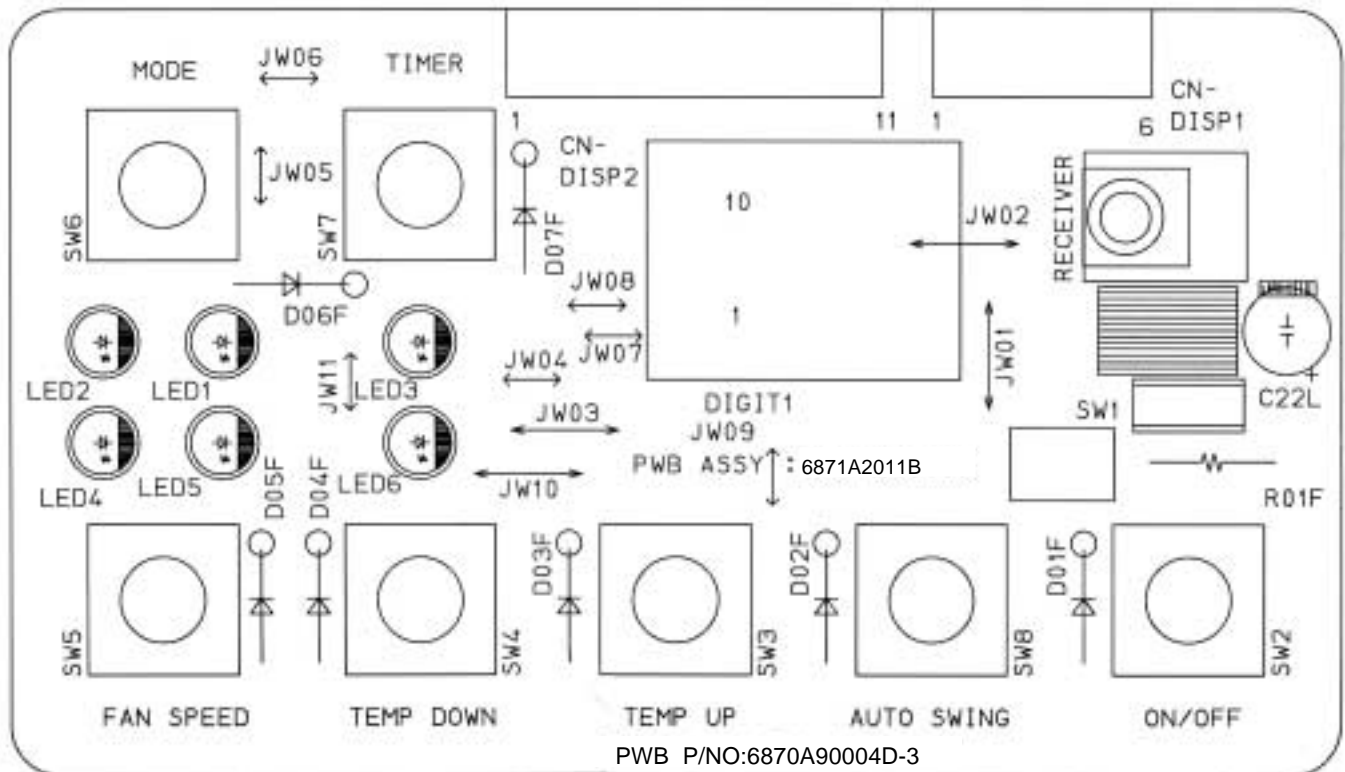 MODE
JW06
TIMER
1
11
1
6
CN-
DISP1
CN-
DISP2
JW05
SW6
SW7
D07F
10
JW02
RECEIVER
JW08
D06F
1
JW07
JW01
JW04
JW11
LED2
LED1
LED3
DIGIT1
SW1
+
C22L
JW03
JW09
PWB ASSY : 6871A2011B
LED4
LED5
LED6
D05F
D04F
JW10
R01F
D03F
D02F
D01F
SW5
SW4
SW3
SW8
SW2
FAN SPEED
TEMP DOWN
TEMP UP
AUTO SWING
ON/OFF
PWB P/NO:6870A90004D-3